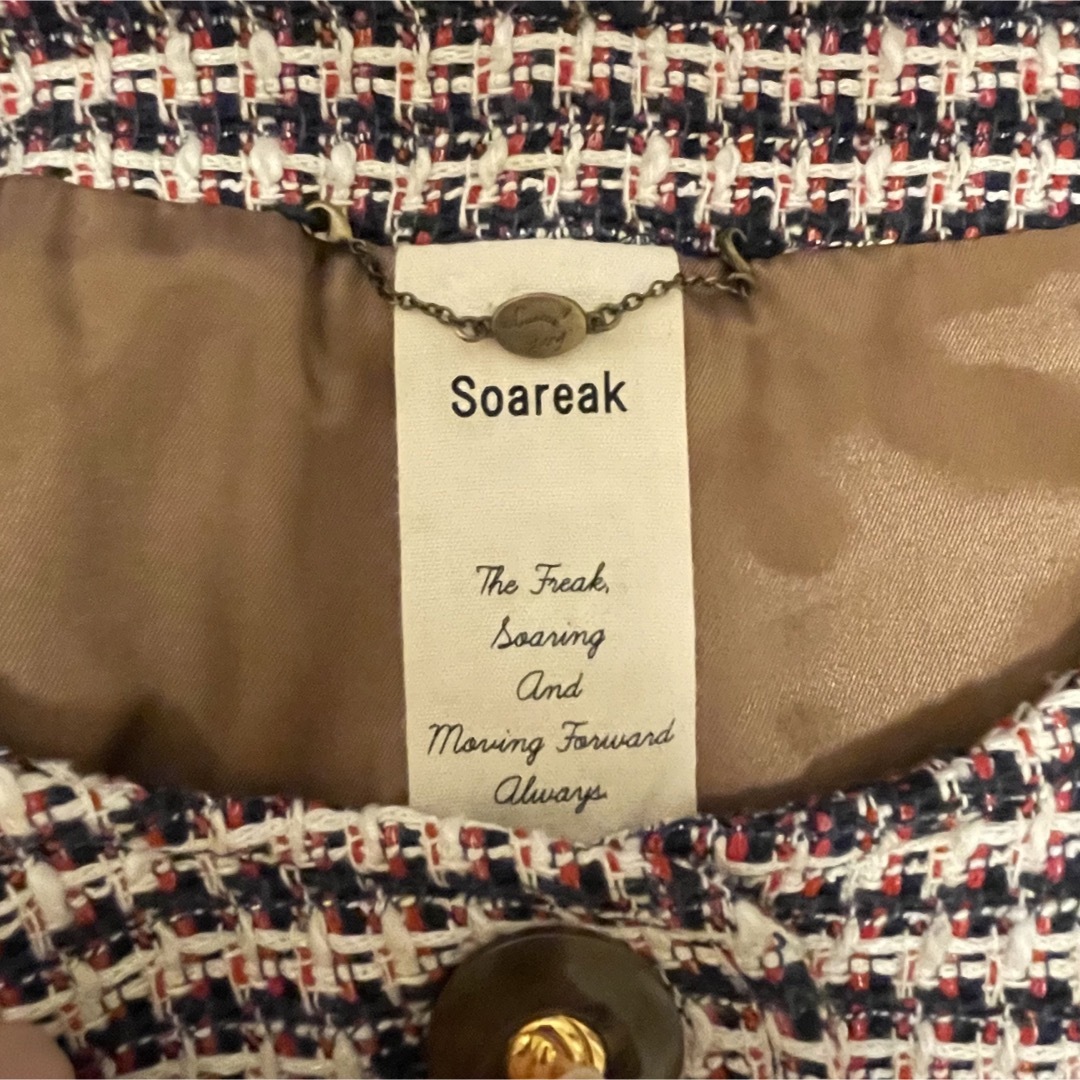 Soareak
The Freak,
Soaring
And
Moving Forward
Always.